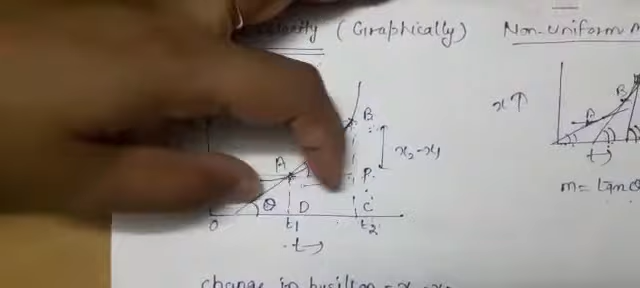 (Graphically)
Non-Uniform
B
x2-x1
A
P
θ
D
C
0
t1
t2
t→
x↑
B
A
t→
m= tanθ
change in position = x